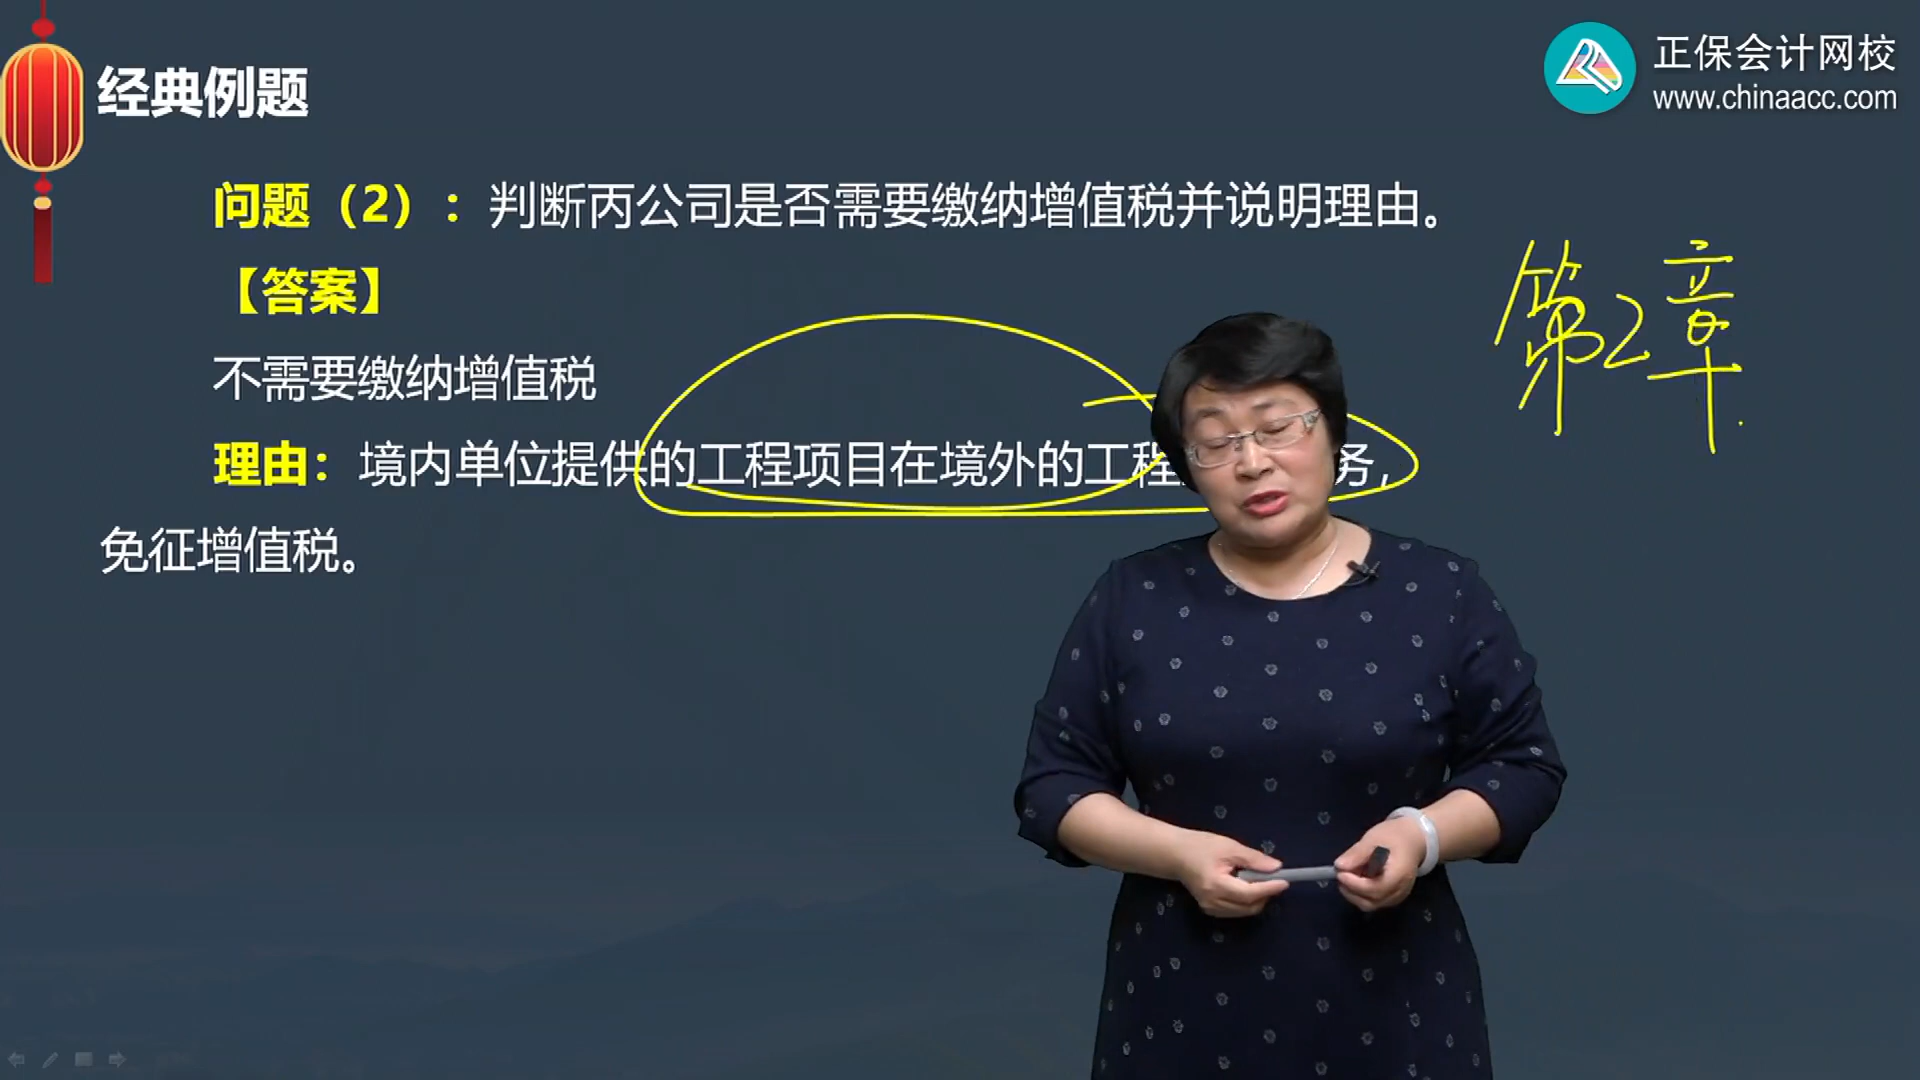 正保会计网校
www.chinaacc.com
经典例题
问题（2）：判断丙公司是否需要缴纳增值税并说明理由。
【答案】
不需要缴纳增值税
理由：境内单位提供的工程项目在境外的工程 务，
免征增值税。
第2章